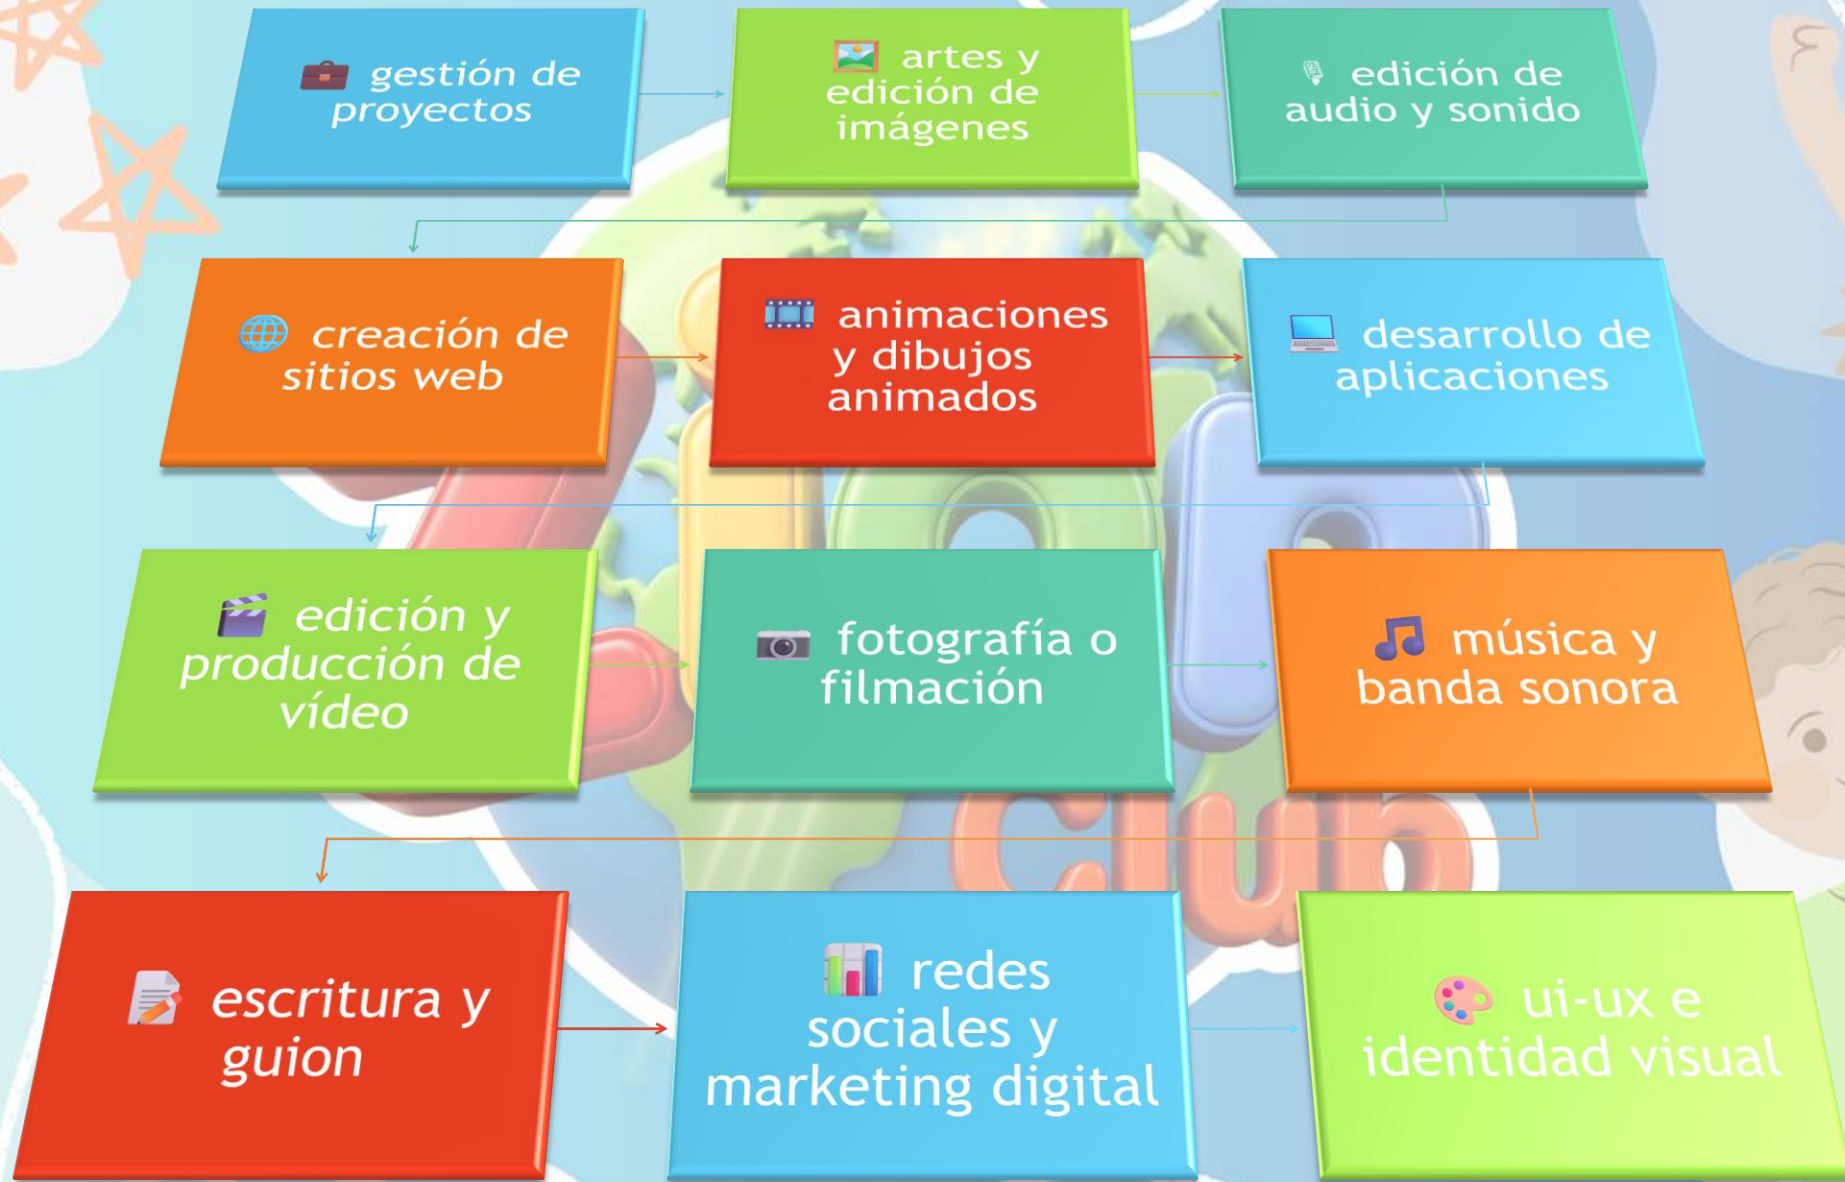 💼 gestión de
proyectos
🖼️ artes y
edición de
imágenes
🎙 edición de
audio y sonido
🌐 creación de
sitios web
🎞️ animaciones
y dibujos
animados
💻 desarrollo de
aplicaciones
🎬 edición y
producción de
vídeo
📷 fotografía o
filmación
🎵 música y
banda sonora
📝 escritura y
guion
📊 redes
sociales y
marketing digital
🎨 ui-ux e
identidad visual
club